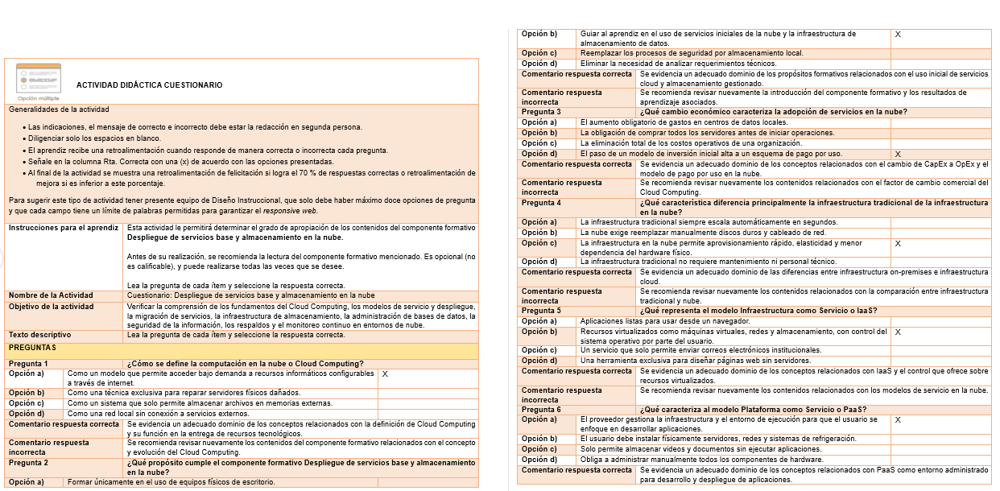 ACTIVIDAD DIDÁCTICA CUESTIONARIO
Opción múltiple
Generalidades de la actividad
• Las indicaciones, el mensaje de correcto e incorrecto debe estar la redacción en segunda persona.
• Diligenciar solo los espacios en blanco.
• El aprendiz recibe una retroalimentación cuando responde de manera correcta o incorrecta cada pregunta.
• Señale en la columna Rta. Correcta con una (x) de acuerdo con las opciones presentadas.
• Al final de la actividad se muestra una retroalimentación de felicitación si logra el 70 % de respuestas correctas o retroalimentación de
mejora si es inferior a este porcentaje.
Para sugerir este tipo de actividad tener presente equipo de Diseño Instruccional, que solo debe haber máximo doce opciones de pregunta
y que cada campo tiene un límite de palabras permitidas para garantizar el responsive web.
Instrucciones para el aprendiz
Esta actividad le permitirá determinar el grado de apropiación de los contenidos del componente formativo
Despliegue de servicios base y almacenamiento en la nube.
Antes de su realización, se recomienda la lectura del componente formativo mencionado. Es opcional (no
es calificable), y puede realizarse todas las veces que se desee.
Lea la pregunta de cada ítem y seleccione la respuesta correcta.
Nombre de la Actividad
Cuestionario: Despliegue de servicios base y almacenamiento en la nube
Objetivo de la actividad
Verificar la comprensión de los fundamentos del Cloud Computing, los modelos de servicio y despliegue,
la migración de servicios, la infraestructura de almacenamiento, la administración de bases de datos, la
seguridad de la información, los respaldos y el monitoreo continuo en entornos de nube.
Texto descriptivo
Lea la pregunta de cada ítem y seleccione la respuesta correcta.
PREGUNTAS
Pregunta 1
¿Cómo se define la computación en la nube o Cloud Computing?
Opción a)
Como un modelo que permite acceder bajo demanda a recursos informáticos configurables
a través de internet.
X
Opción b)
Como una técnica exclusiva para reparar servidores físicos dañados.
Opción c)
Como un sistema que solo permite almacenar archivos en memorias externas.
Opción d)
Como una red local sin conexión a servicios externos.
Comentario respuesta correcta
Se evidencia un adecuado dominio de los conceptos relacionados con la definición de Cloud Computing
y su función en la entrega de recursos tecnológicos.
Comentario respuesta
incorrecta
Se recomienda revisar nuevamente los contenidos del componente formativo relacionados con el concepto
y evolución del Cloud Computing.
Pregunta 2
¿Qué propósito cumple el componente formativo Despliegue de servicios base y almacenamiento
en la nube?
Opción a)
Formar únicamente en el uso de equipos físicos de escritorio.
Opción b)
Guiar al aprendiz en el uso de servicios iniciales de la nube y la infraestructura de
almacenamiento de datos.
X
Opción c)
Reemplazar los procesos de seguridad por almacenamiento local.
Opción d)
Eliminar la necesidad de analizar requerimientos técnicos.
Comentario respuesta correcta
Se evidencia un adecuado dominio de los propósitos formativos relacionados con el uso inicial de servicios
cloud y almacenamiento gestionado.
Comentario respuesta
incorrecta
Se recomienda revisar nuevamente la introducción del componente formativo y los resultados de
aprendizaje asociados.
Pregunta 3
¿Qué cambio económico caracteriza la adopción de servicios en la nube?
Opción a)
El aumento obligatorio de gastos en centros de datos locales.
Opción b)
La obligación de comprar todos los servidores antes de iniciar operaciones.
Opción c)
La eliminación total de los costos operativos de una organización.
Opción d)
El paso de un modelo de inversión inicial alta a un esquema de pago por uso.
X
Comentario respuesta correcta
Se evidencia un adecuado dominio de los conceptos relacionados con el cambio de CapEx a OpEx y el
modelo de pago por uso en la nube.
Comentario respuesta
incorrecta
Se recomienda revisar nuevamente los contenidos relacionados con el factor de cambio comercial del
Cloud Computing.
Pregunta 4
¿Qué característica diferencia principalmente la infraestructura tradicional de la infraestructura
en la nube?
Opción a)
La infraestructura tradicional siempre escala automáticamente en segundos.
Opción b)
La nube exige reemplazar manualmente discos duros y cableado de red.
Opción c)
La infraestructura en la nube permite aprovisionamiento rápido, elasticidad y menor
dependencia del hardware físico.
X
Opción d)
La infraestructura tradicional no requiere mantenimiento ni personal técnico.
Comentario respuesta correcta
Se evidencia un adecuado dominio de las diferencias entre infraestructura on-premises e infraestructura
cloud.
Comentario respuesta
incorrecta
Se recomienda revisar nuevamente los contenidos relacionados con la comparación entre infraestructura
tradicional y nube.
Pregunta 5
¿Qué representa el modelo Infraestructura como Servicio o IaaS?
Opción a)
Aplicaciones listas para usar desde un navegador.
Opción b)
Recursos virtualizados como máquinas virtuales, redes y almacenamiento, con control del
sistema operativo por parte del usuario.
X
Opción c)
Un servicio que solo permite enviar correos electrónicos institucionales.
Opción d)
Una herramienta exclusiva para diseñar páginas web sin servidores.
Comentario respuesta correcta
Se evidencia un adecuado dominio de los conceptos relacionados con IaaS y el control que ofrece sobre
recursos virtualizados.
Comentario respuesta
incorrecta
Se recomienda revisar nuevamente los contenidos relacionados con los modelos de servicio en la nube.
Pregunta 6
¿Qué caracteriza al modelo Plataforma como Servicio o PaaS?
Opción a)
El proveedor gestiona la infraestructura y el entorno de ejecución para que el usuario se
enfoque en desarrollar aplicaciones.
X
Opción b)
El usuario debe instalar físicamente servidores, redes y sistemas de refrigeración.
Opción c)
Solo permite almacenar videos y documentos sin ejecutar aplicaciones.
Opción d)
Obliga a administrar manualmente todos los componentes de hardware.
Comentario respuesta correcta
Se evidencia un adecuado dominio de los conceptos relacionados con PaaS como entorno administrado
para desarrollo y despliegue de aplicaciones.